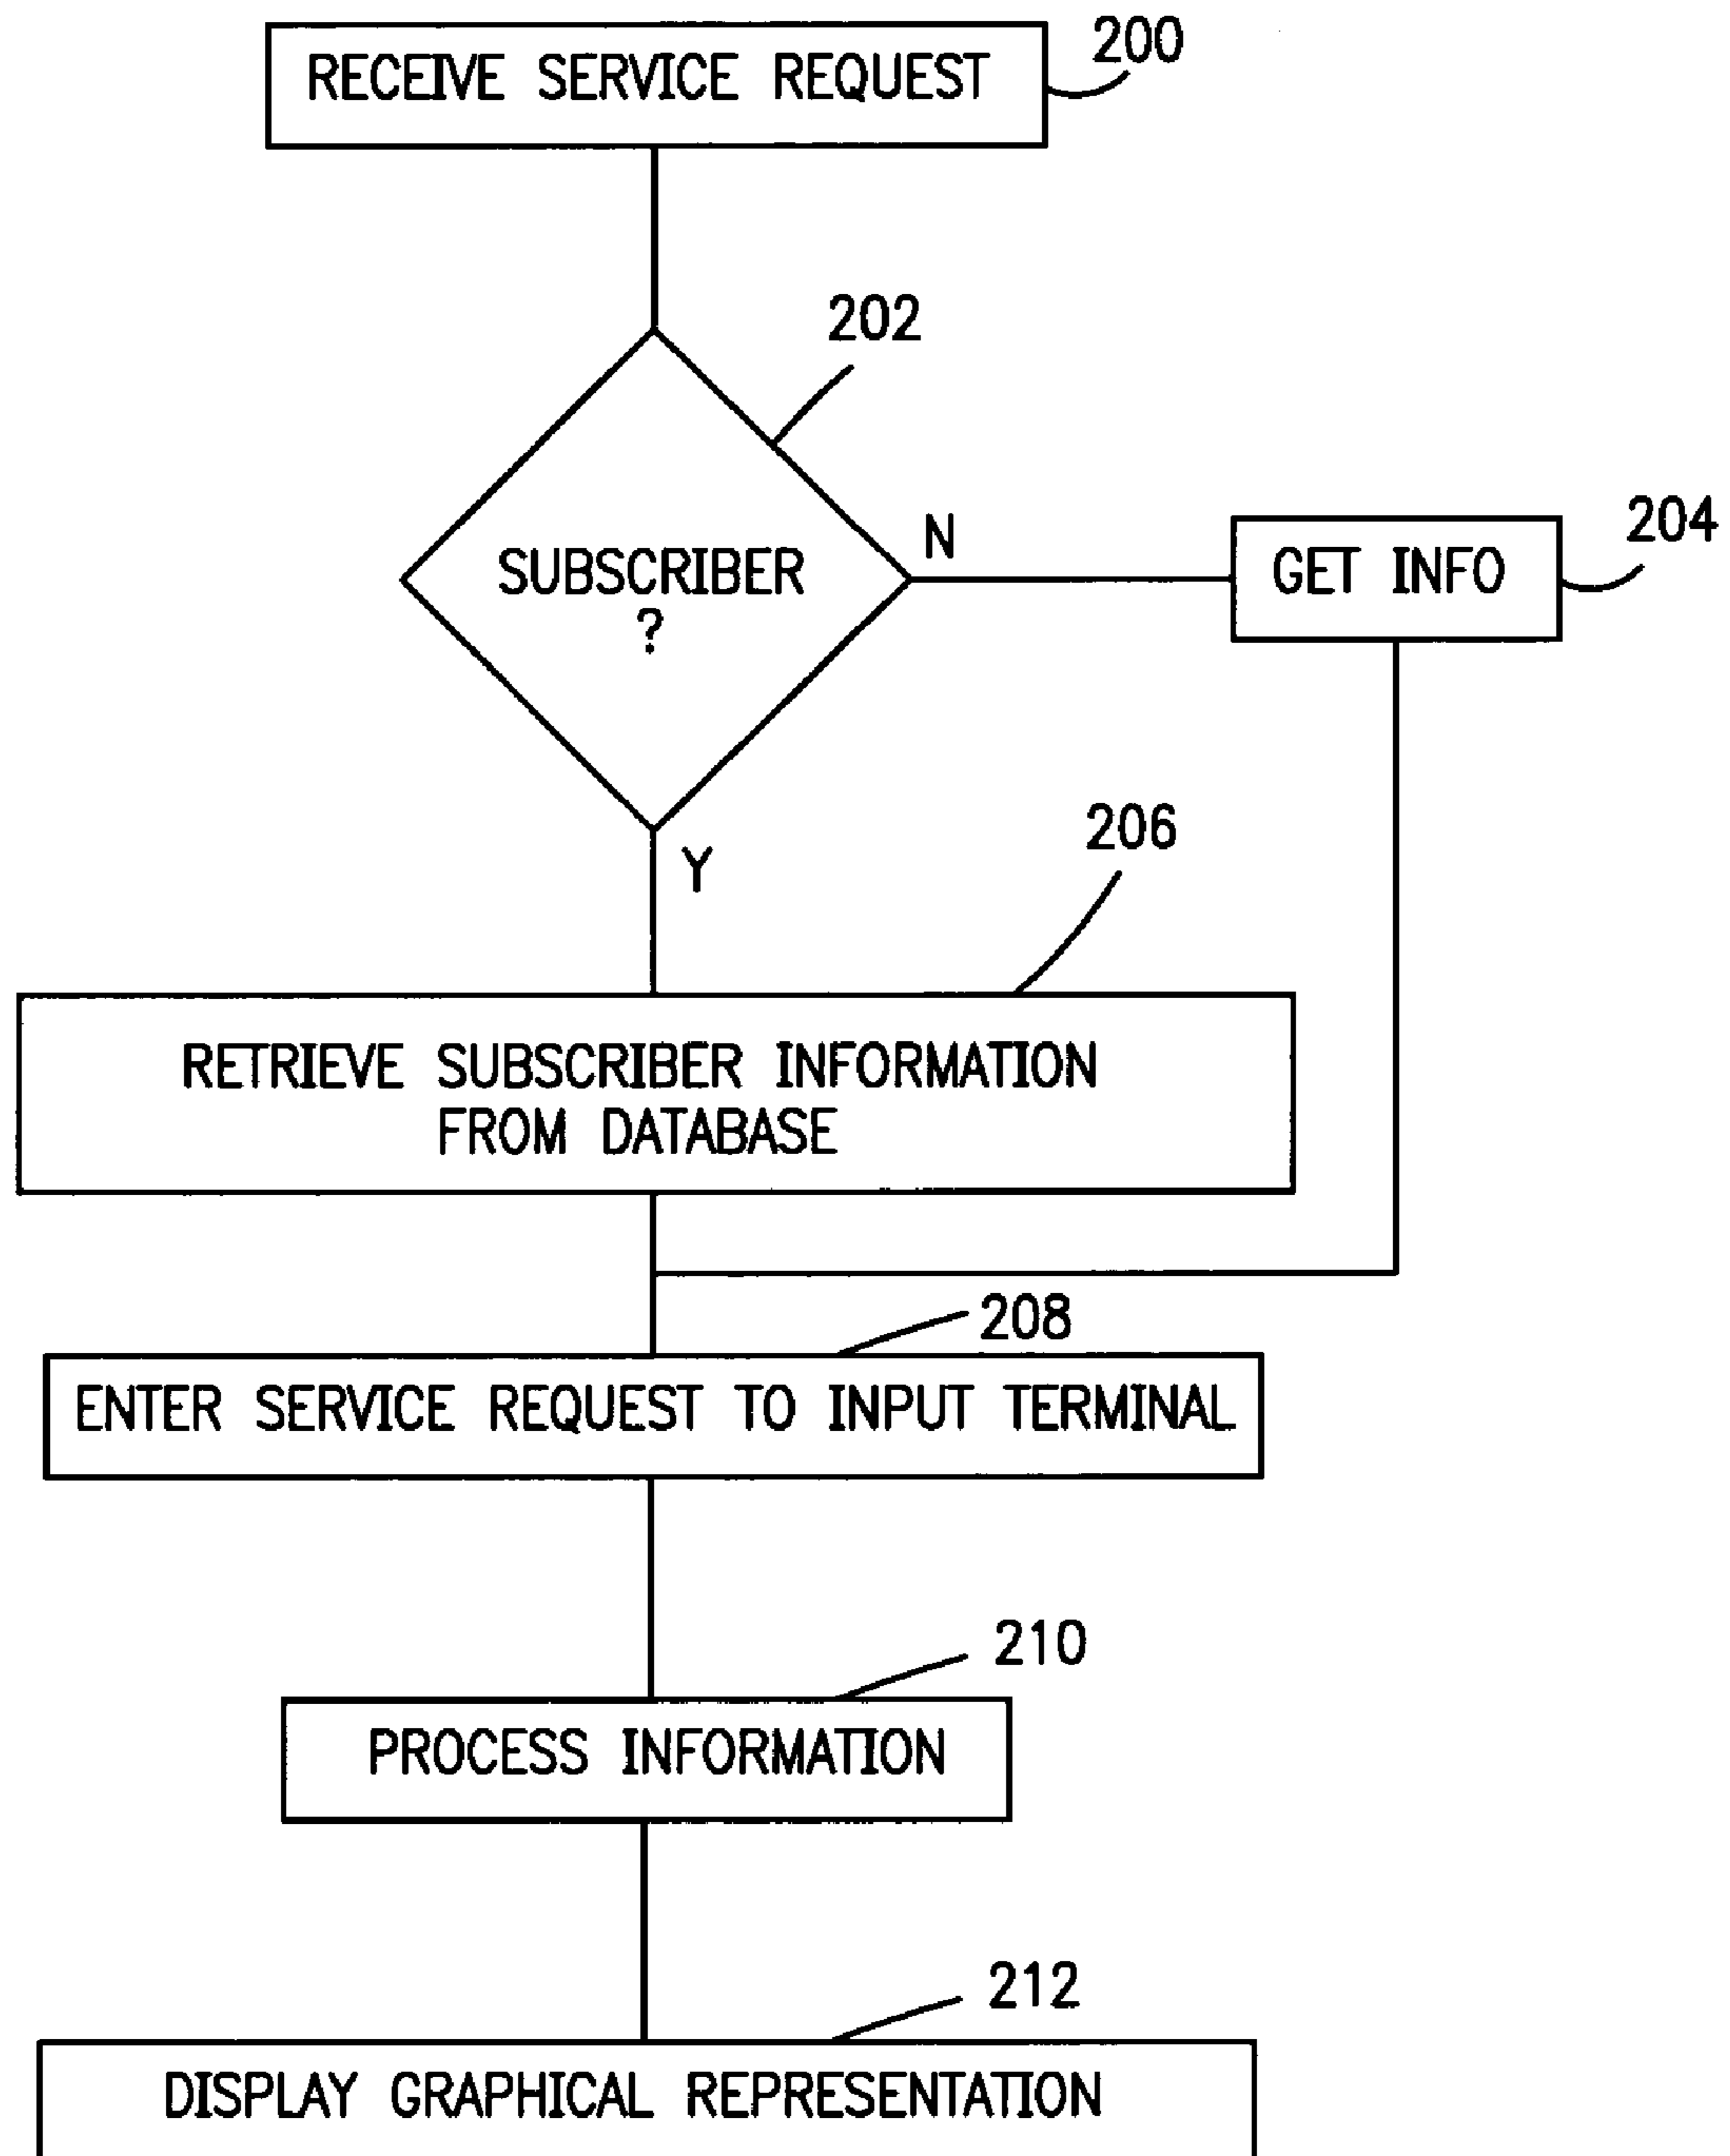 RECEIVE SERVICE REQUEST
200
202
SUBSCRIBER
?
N
GET INFO
204
Y
206
RETRIEVE SUBSCRIBER INFORMATION
FROM DATABASE
208
ENTER SERVICE REQUEST TO INPUT TERMINAL
210
PROCESS INFORMATION
212
DISPLAY GRAPHICAL REPRESENTATION